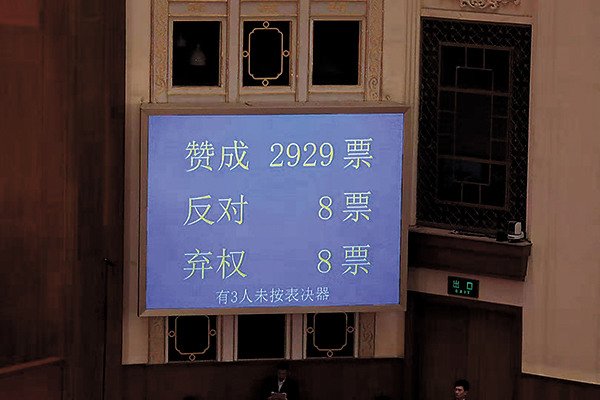 赞成 2929 票
反对 8 票
弃权 8 票
有3人未按表决器
出口